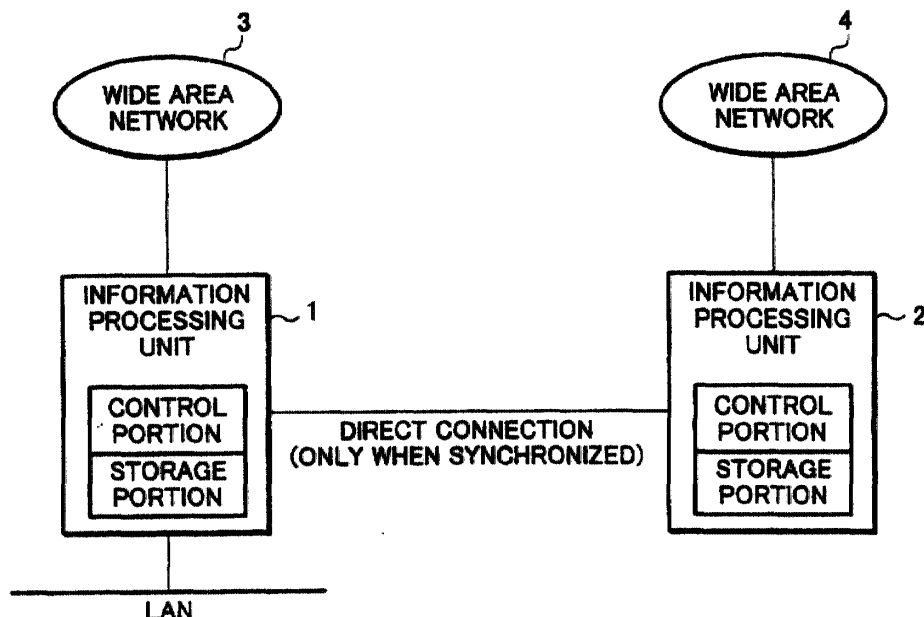 3
WIDE AREA
NETWORK
4
WIDE AREA
NETWORK
INFORMATION
PROCESSING
UNIT
1
CONTROL
PORTION
STORAGE
PORTION
DIRECT CONNECTION
(ONLY WHEN SYNCHRONIZED)
INFORMATION
PROCESSING
UNIT
2
CONTROL
PORTION
STORAGE
PORTION
LAN